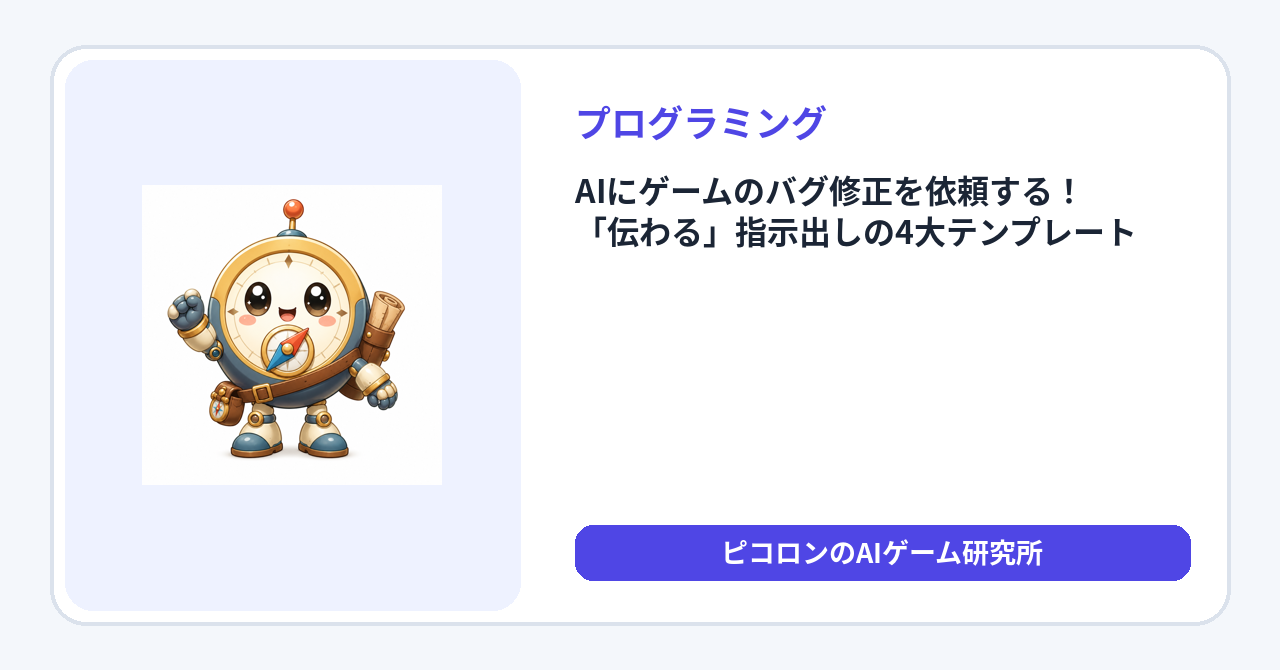 プログラミング
AIにゲームのバグ修正を依頼する！
「伝わる」指示出しの4大テンプレート
ピコロンのAIゲーム研究所